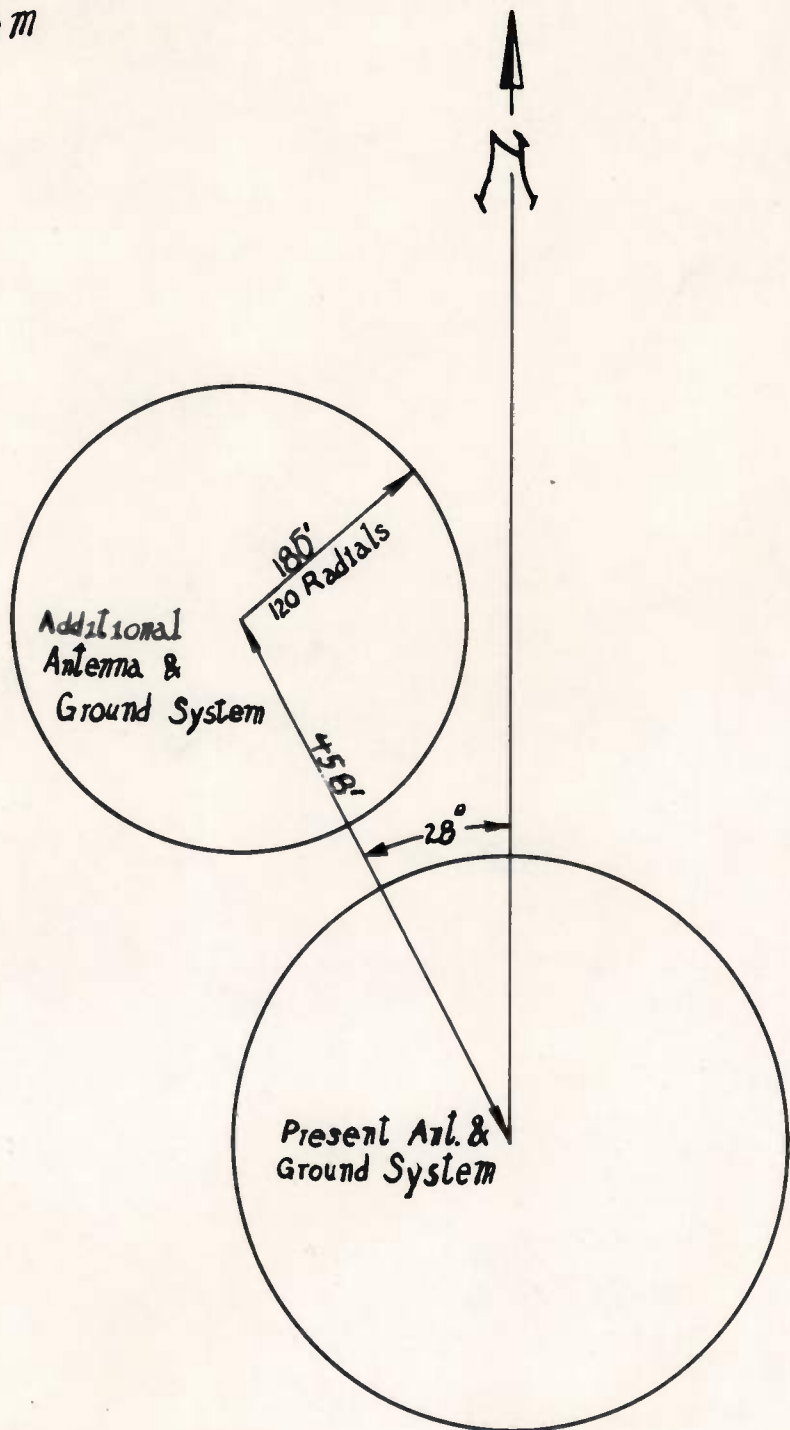 m
N
185'
120 Radials
Additional
Antenna &
Ground System
458'
28°
Present Ant. &
Ground System